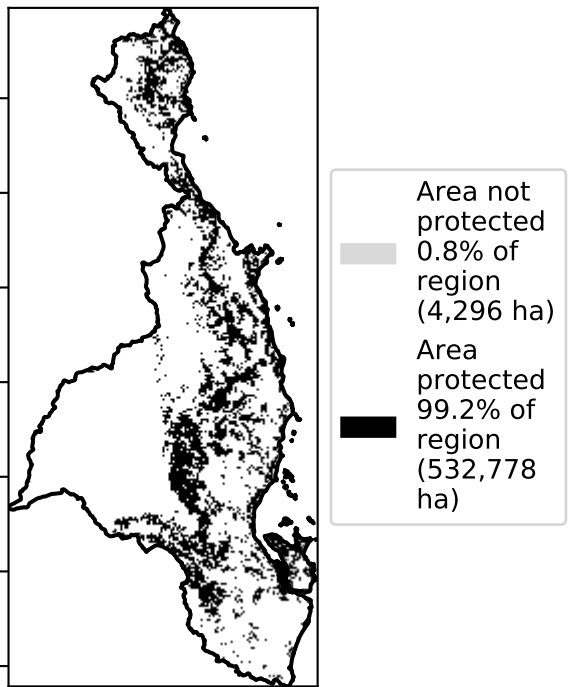 Area not
protected
0.8% of
region
(4,296 ha)
Area
protected
99.2% of
region
(532,778
ha)